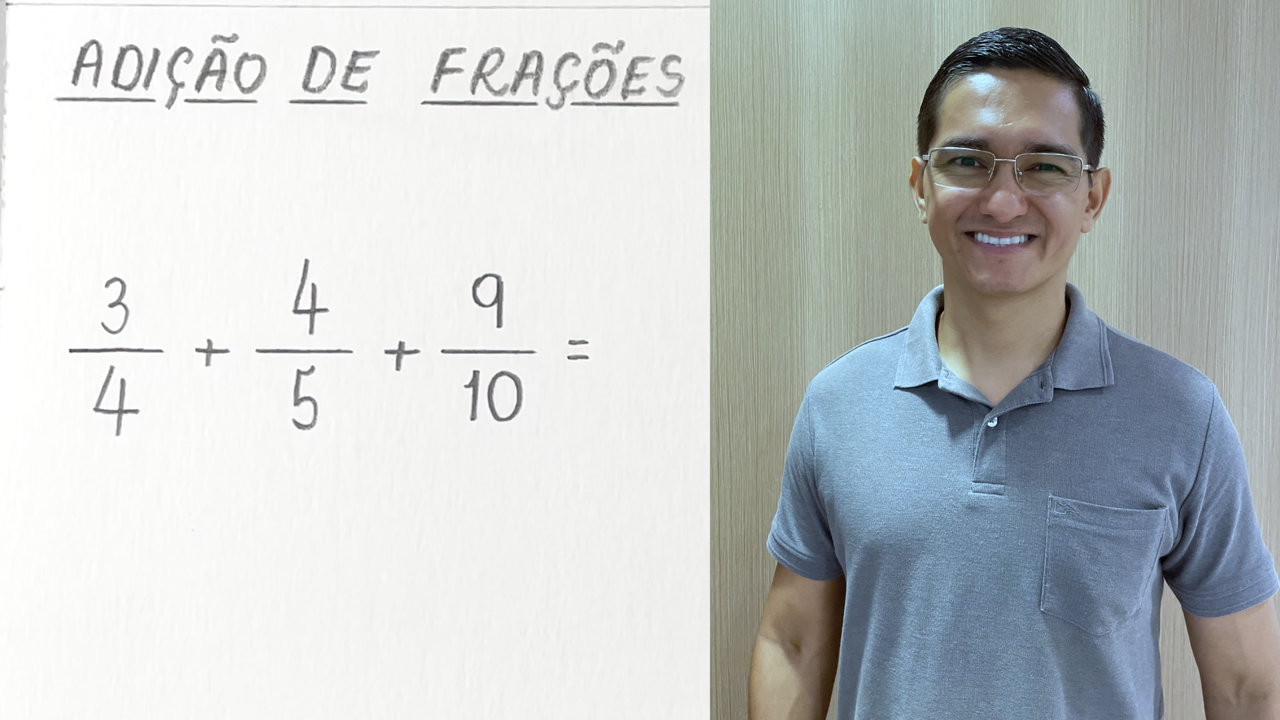 ADIÇÃO DE FRAÇÕES
3/4 + 4/5 + 9/10 =